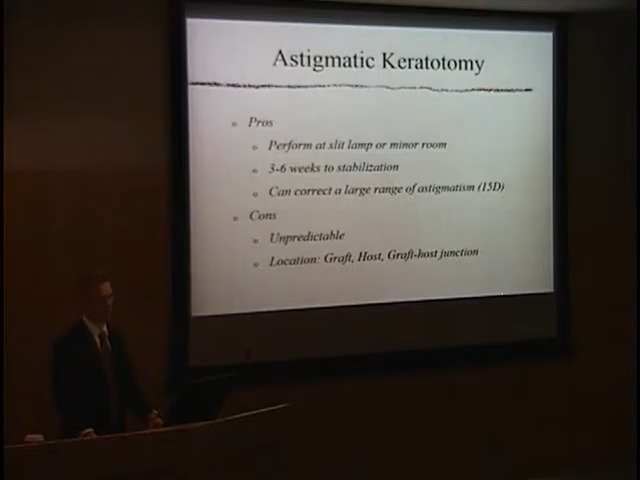 Astigmatic Keratotomy
Pros
Perform at slit lamp or minor room
3-6 weeks to stabilization
Can correct a large range of astigmatism (15D)
Cons
Unpredictable
Location: Graft, Host, Graft-host junction